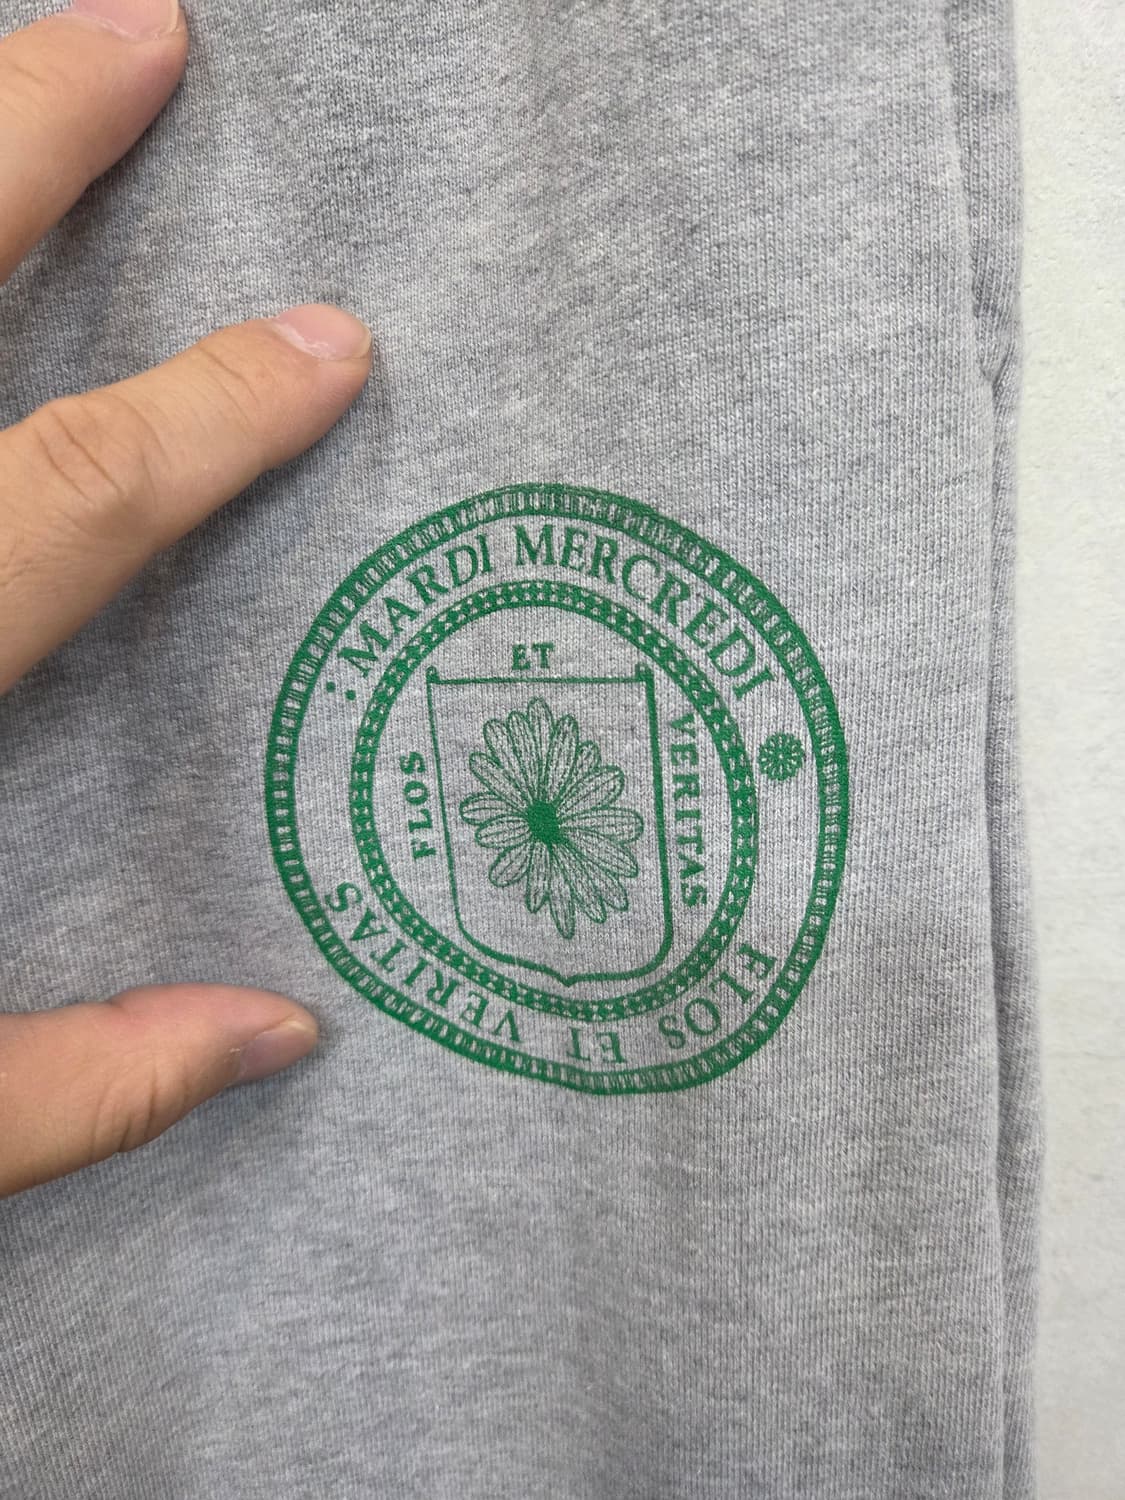 MARDI MERCREDI
FLOS ET VERITAS
FLOS
ET
VERITAS